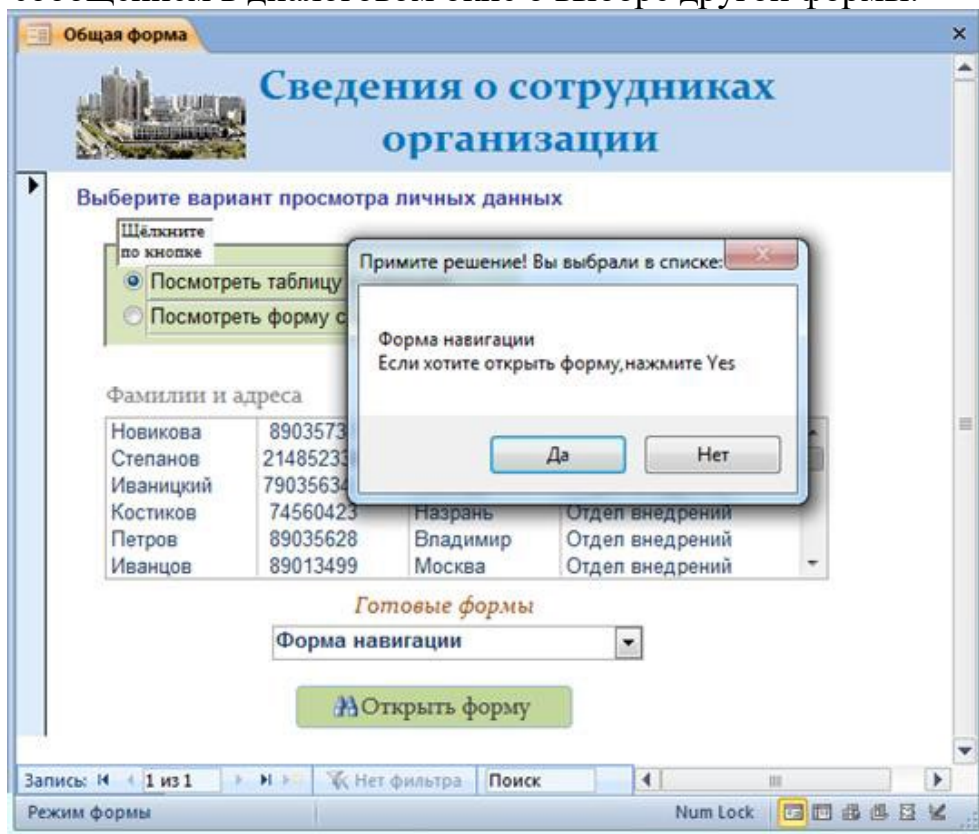 Общая форма
Сведения о сотрудниках
организации
Выберите вариант просмотра личных данных
Щёлкните
по кнопке
Посмотреть таблицу
Посмотреть форму с
Примите решение! Вы выбрали в списке:
Форма навигации
Если хотите открыть форму,нажмите Yes
Да Нет
Фамилии и адреса
Новикова 8903573
Степанов 21485233
Иваницкий 79035634
Костиков 74560423 Назрань Отдел внедрений
Петров 89035628 Владимир Отдел внедрений
Иванцов 89013499 Москва Отдел внедрений
Готовые формы
Форма навигации
Открыть форму
Запись: 1 из 1 Нет фильтра Поиск
Режим формы Num Lock